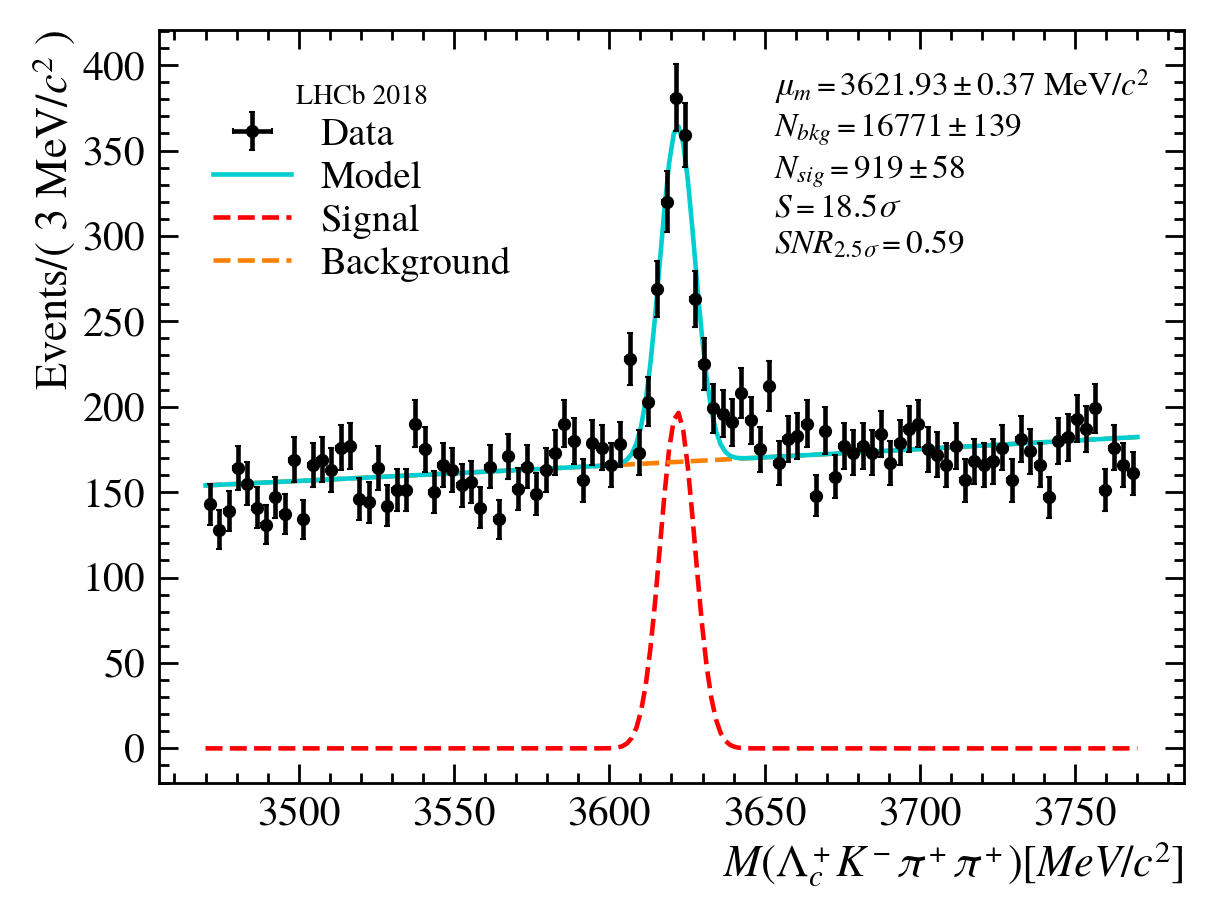 Events/( 3 MeV/c² )
400
350
300
250
200
150
100
50
0
LHCb 2018
Data
Model
Signal
Background
μₘ = 3621.93 ± 0.37 MeV/c²
N_bkg = 16771 ± 139
N_sig = 919 ± 58
S = 18.5σ
SNR_2.5σ = 0.59
3500 3550 3600 3650 3700 3750
M(Λ_c⁺ K⁻ π⁺ π⁺)[MeV/c²]